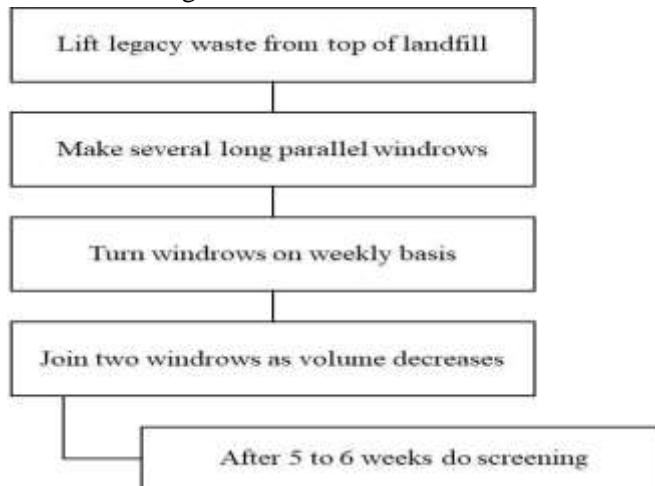 Lift legacy waste from top of landfill
Make several long parallel windrows
Turn windrows on weekly basis
Join two windrows as volume decreases
After 5 to 6 weeks do screening